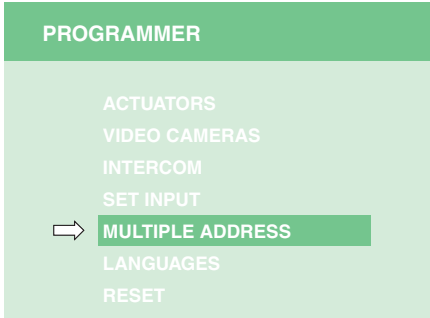 PROGRAMMER
ACTUATORS
VIDEO CAMERAS
INTERCOM
SET INPUT
MULTIPLE ADDRESS
LANGUAGES
RESET